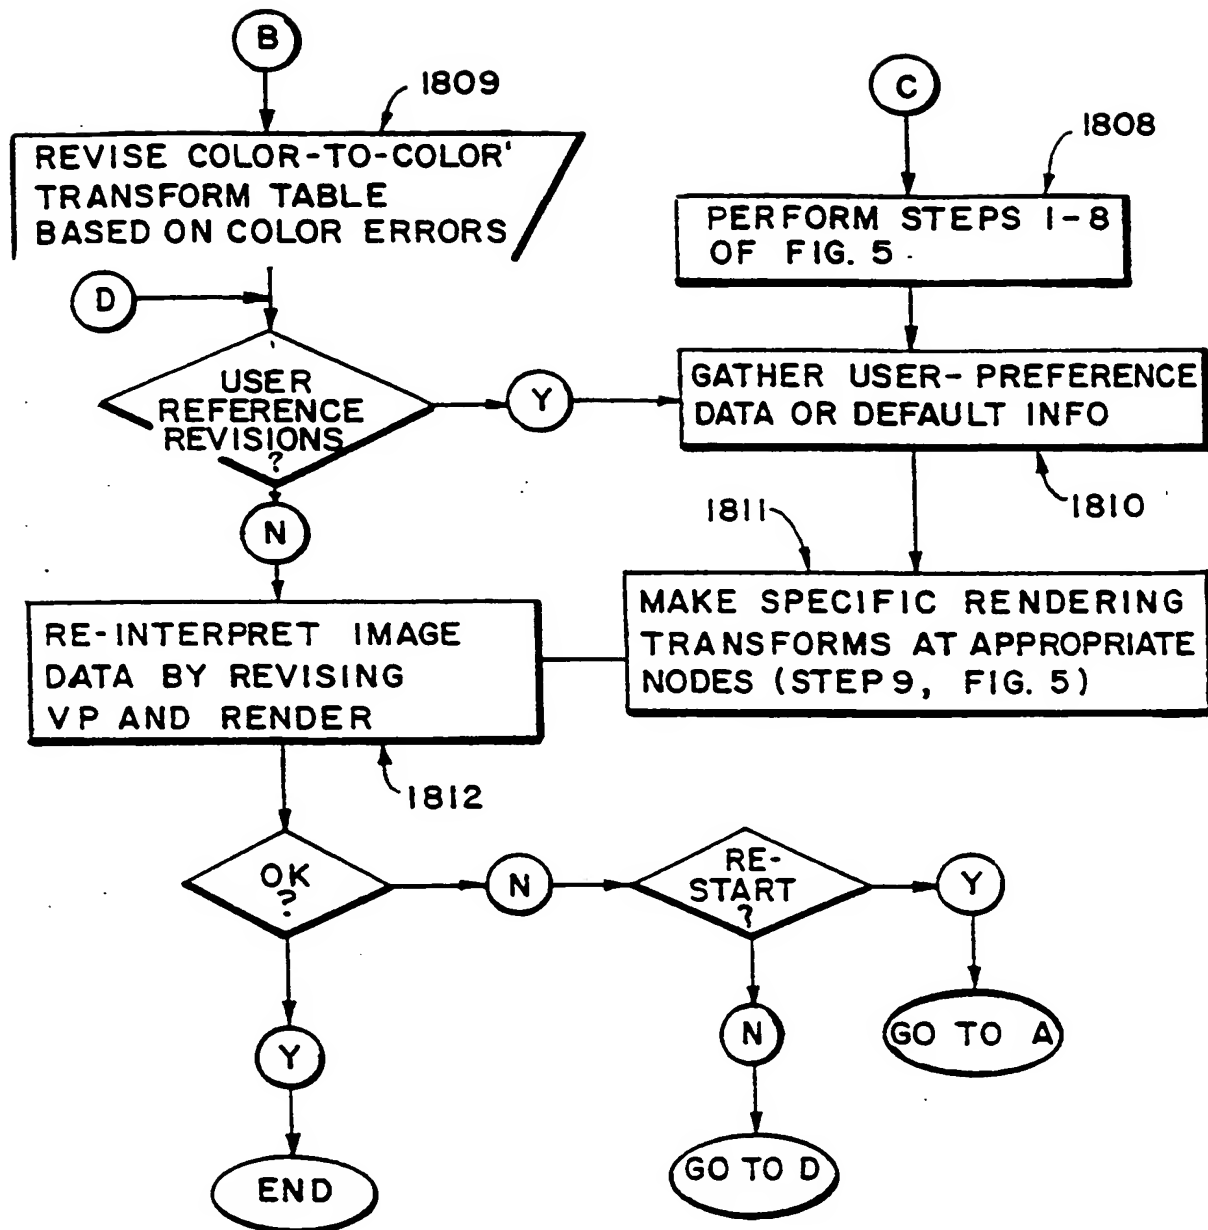 B
1809
REVISE COLOR-TO-COLOR'
TRANSFORM TABLE
BASED ON COLOR ERRORS
D
USER
REFERENCE
REVISIONS
?
Y
N
C
1808
PERFORM STEPS 1-8
OF FIG. 5
GATHER USER-PREFERENCE
DATA OR DEFAULT INFO
1810
1811
MAKE SPECIFIC RENDERING
TRANSFORMS AT APPROPRIATE
NODES (STEP 9, FIG. 5)
RE-INTERPRET IMAGE
DATA BY REVISING
VP AND RENDER
1812
OK
?
N
RE-
START
?
Y
GO TO A
N
GO TO D
Y
END